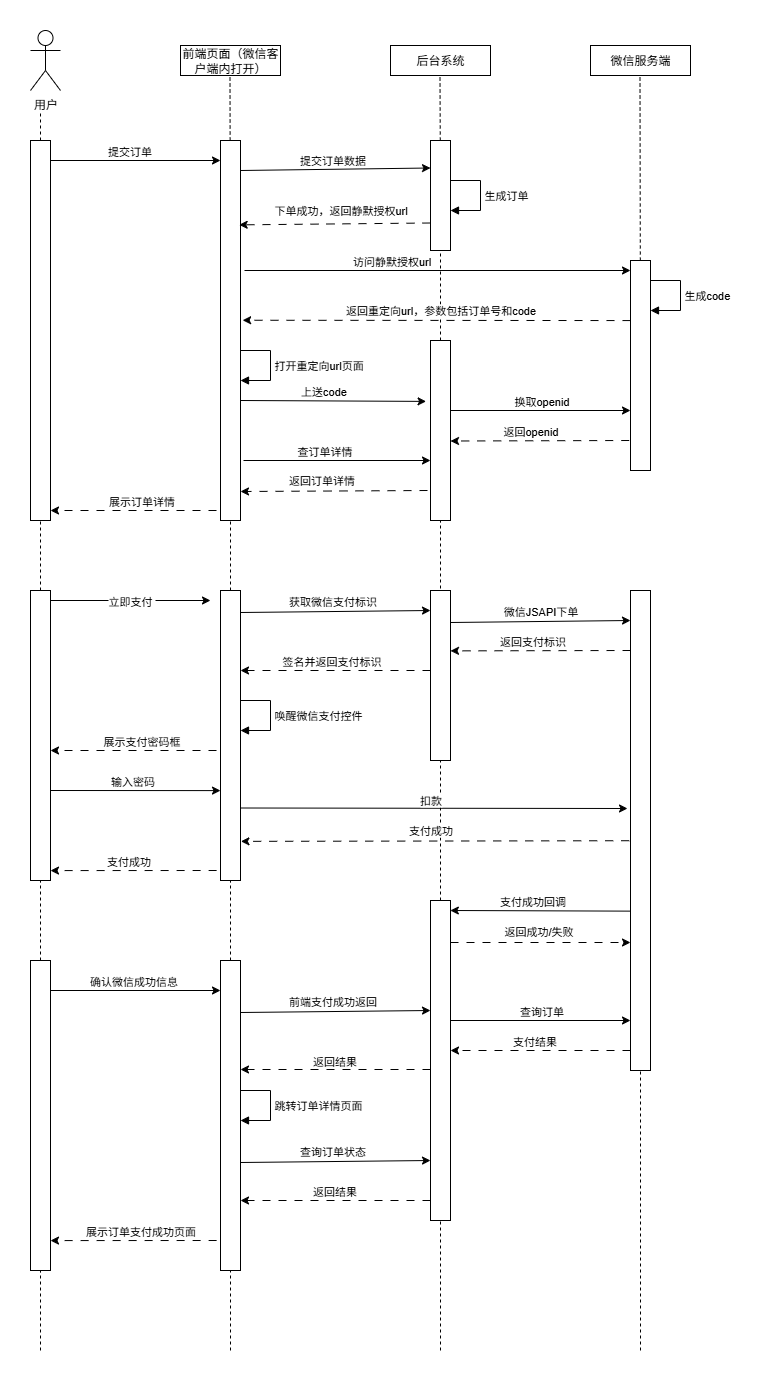 用户
前端页面（微信客
户端内打开）
后台系统
微信服务端
提交订单
提交订单数据
生成订单
下单成功，返回静默授权url
访问静默授权url
生成code
返回重定向url，参数包括订单号和code
打开重定向url页面
上送code
换取openid
返回openid
查订单详情
返回订单详情
展示订单详情
立即支付
获取微信支付标识
微信JSAPI下单
返回支付标识
签名并返回支付标识
唤醒微信支付控件
展示支付密码框
输入密码
扣款
支付成功
支付成功
支付成功回调
返回成功/失败
确认微信成功信息
前端支付成功返回
查询订单
支付结果
返回结果
跳转订单详情页面
查询订单状态
返回结果
展示订单支付成功页面